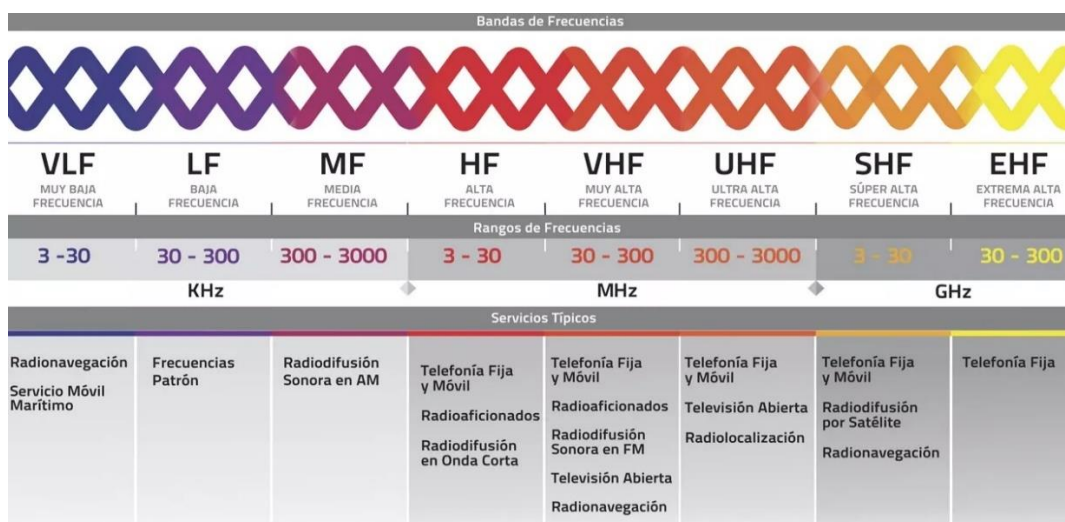 Bandas de Frecuencias
VLF
MUY BAJA
FRECUENCIA
LF
BAJA
FRECUENCIA
MF
MEDIA
FRECUENCIA
HF
ALTA
FRECUENCIA
VHF
MUY ALTA
FRECUENCIA
UHF
ULTRA ALTA
FRECUENCIA
SHF
SÚPER ALTA
FRECUENCIA
EHF
EXTREMA ALTA
FRECUENCIA
Rangos de Frecuencias
3 -30
30 - 300
300 - 3000
3 - 30
30 - 300
300 - 3000
3 - 30
30 - 300
KHz
MHz
GHz
Servicios Típicos
Radionavegación
Servicio Móvil
Marítimo
Frecuencias
Patrón
Radiodifusión
Sonora en AM
Telefonía Fija
y Móvil
Radioaficionados
Radiodifusión
en Onda Corta
Telefonía Fija
y Móvil
Radioaficionados
Radiodifusión
Sonora en FM
Televisión Abierta
Radionavegación
Telefonía Fija
y Móvil
Televisión Abierta
Radiolocalización
Telefonía Fija
y Móvil
Radiodifusión
por Satélite
Radionavegación
Telefonía Fija